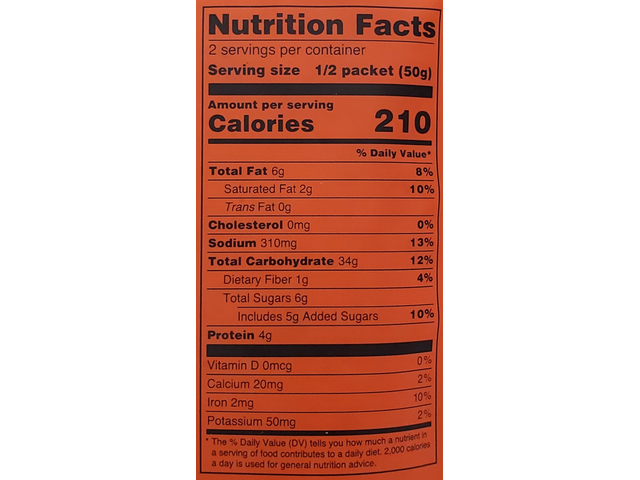 Nutrition Facts
2 servings per container
Serving size 1/2 packet (50g)
Amount per serving
Calories 210
% Daily Value*
Total Fat 6g 8%
Saturated Fat 2g 10%
Trans Fat 0g
Cholesterol 0mg 0%
Sodium 310mg 13%
Total Carbohydrate 34g 12%
Dietary Fiber 1g 4%
Total Sugars 6g
Includes 5g Added Sugars 10%
Protein 4g
Vitamin D 0mcg 0%
Calcium 20mg 2%
Iron 2mg 10%
Potassium 50mg 2%
* The % Daily Value (DV) tells you how much a nutrient in
a serving of food contributes to a daily diet. 2,000 calories
a day is used for general nutrition advice.